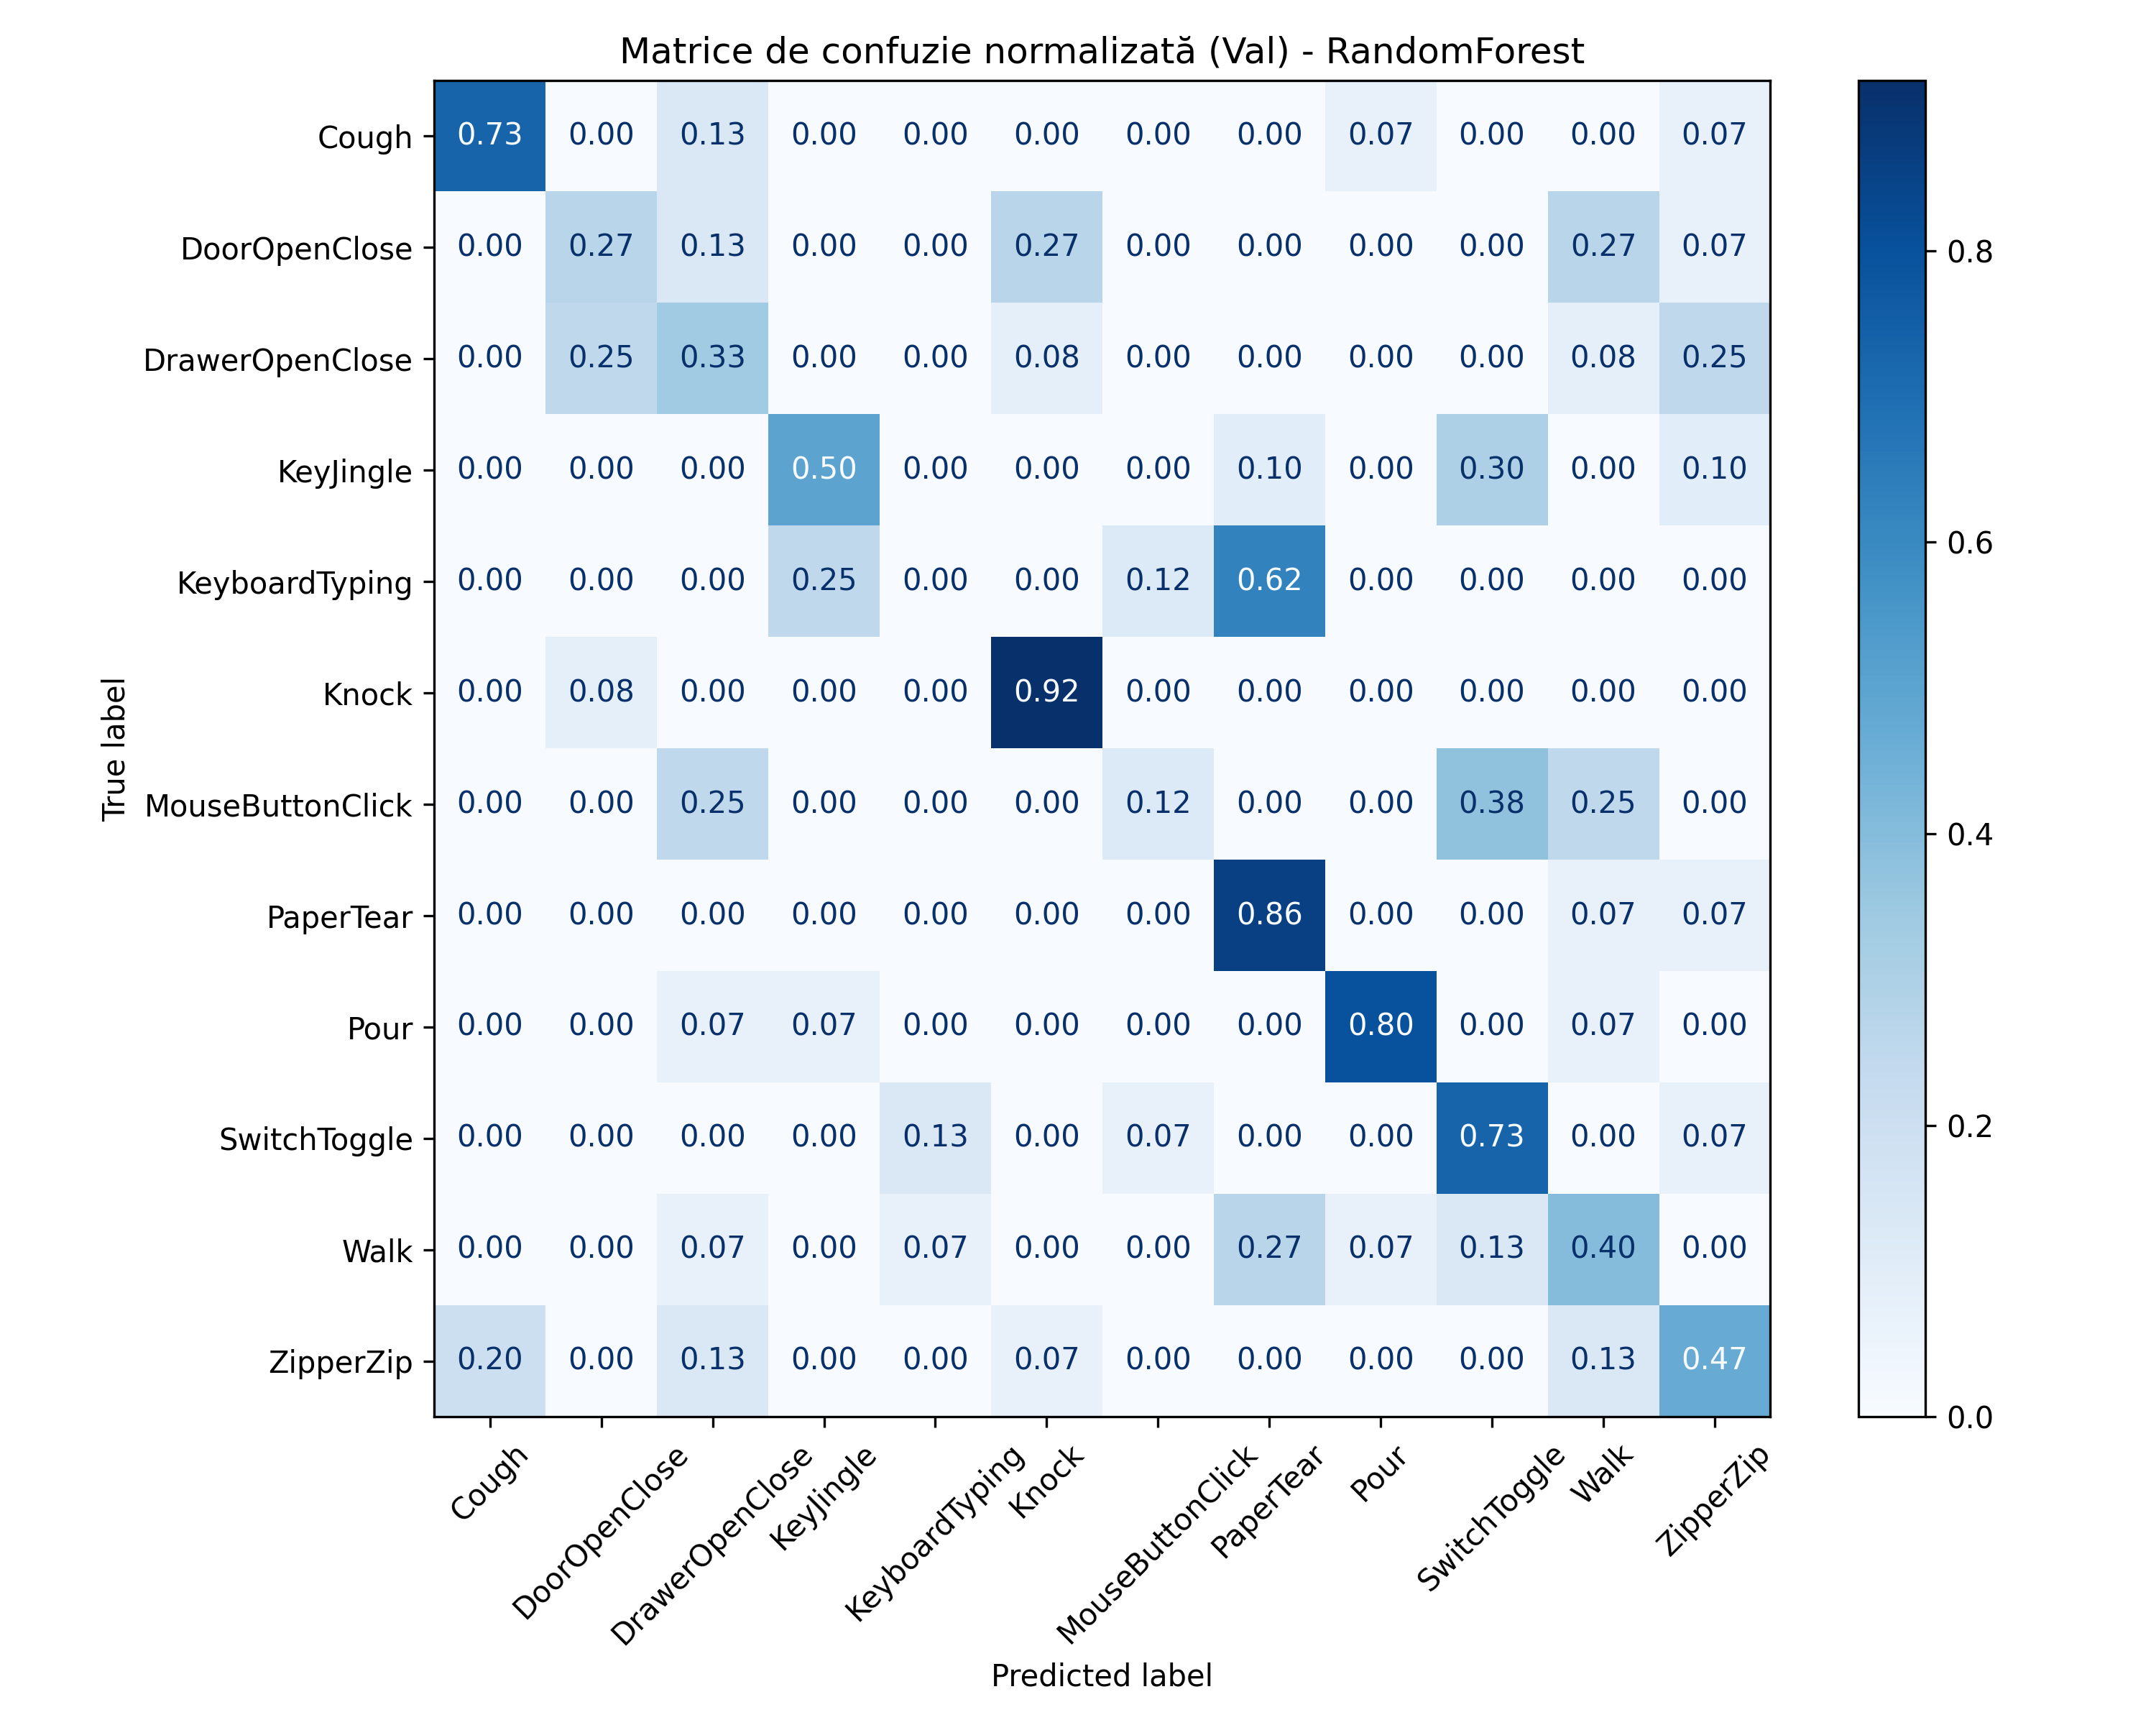 Matrice de confuzie normalizată (Val) - RandomForest
Cough 0.73 0.00 0.13 0.00 0.00 0.00 0.00 0.00 0.07 0.00 0.00 0.07
DoorOpenClose 0.00 0.27 0.13 0.00 0.00 0.27 0.00 0.00 0.00 0.00 0.27 0.07
DrawerOpenClose 0.00 0.25 0.33 0.00 0.00 0.08 0.00 0.00 0.00 0.00 0.08 0.25
KeyJingle 0.00 0.00 0.00 0.50 0.00 0.00 0.00 0.10 0.00 0.30 0.00 0.10
KeyboardTyping 0.00 0.00 0.00 0.25 0.00 0.00 0.12 0.62 0.00 0.00 0.00 0.00
Knock 0.00 0.08 0.00 0.00 0.00 0.92 0.00 0.00 0.00 0.00 0.00 0.00
MouseButtonClick 0.00 0.00 0.25 0.00 0.00 0.00 0.12 0.00 0.00 0.38 0.25 0.00
PaperTear 0.00 0.00 0.00 0.00 0.00 0.00 0.00 0.86 0.00 0.00 0.07 0.07
Pour 0.00 0.00 0.07 0.07 0.00 0.00 0.00 0.00 0.80 0.00 0.07 0.00
SwitchToggle 0.00 0.00 0.00 0.00 0.13 0.00 0.07 0.00 0.00 0.73 0.00 0.07
Walk 0.00 0.00 0.07 0.00 0.07 0.00 0.00 0.27 0.07 0.13 0.40 0.00
ZipperZip 0.20 0.00 0.13 0.00 0.00 0.07 0.00 0.00 0.00 0.00 0.13 0.47
True label
Cough DoorOpenClose DrawerOpenClose KeyJingle KeyboardTyping Knock MouseButtonClick PaperTear Pour SwitchToggle Walk ZipperZip
Predicted label
0.8
0.6
0.4
0.2
0.0